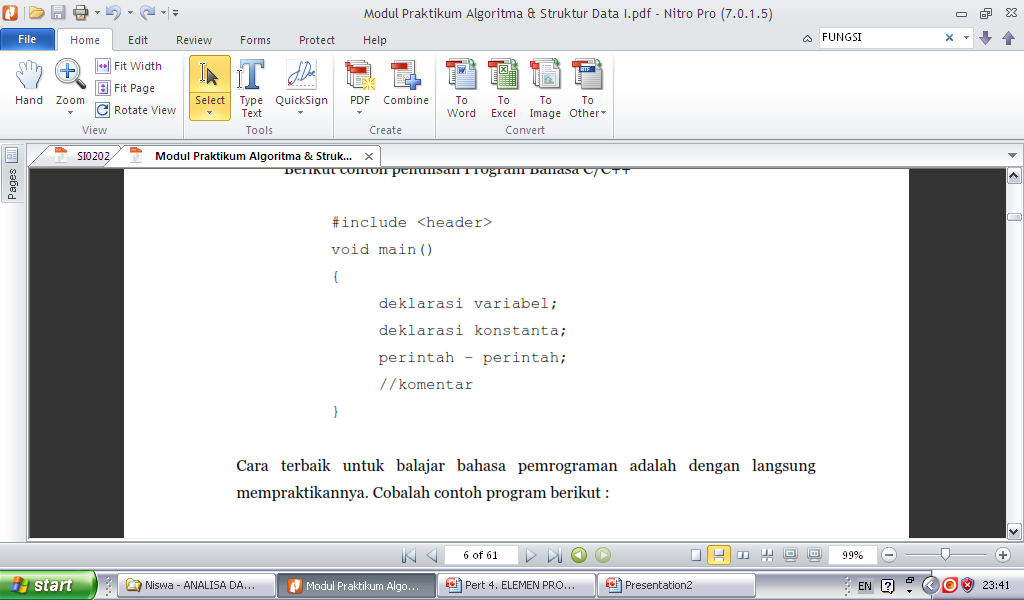 Modul Praktikum Algoritma & Struktur Data I.pdf - Nitro Pro (7.0.1.5)
File Home Edit Review Forms Protect Help FUNGSI
Hand
Zoom
Fit Width
Fit Page
Rotate View
View
Select
Type Text
QuickSign
Tools
PDF
Combine
Create
To Word
To Excel
To Image
To Other
Convert
SI0202
Modul Praktikum Algoritma & Struk...
Pages
Berikut contoh penulisan Program Bahasa C/C++
#include <header>
void main()
{
deklarasi variabel;
deklarasi konstanta;
perintah – perintah;
//komentar
}
Cara terbaik untuk balajar bahasa pemrograman adalah dengan langsung
mempraktikannya. Cobalah contoh program berikut :
6 of 61
99%
start
Niswa - ANALISA DA...
Modul Praktikum Algo...
Pert 4. ELEMEN PRO...
Presentation2
EN
23:41